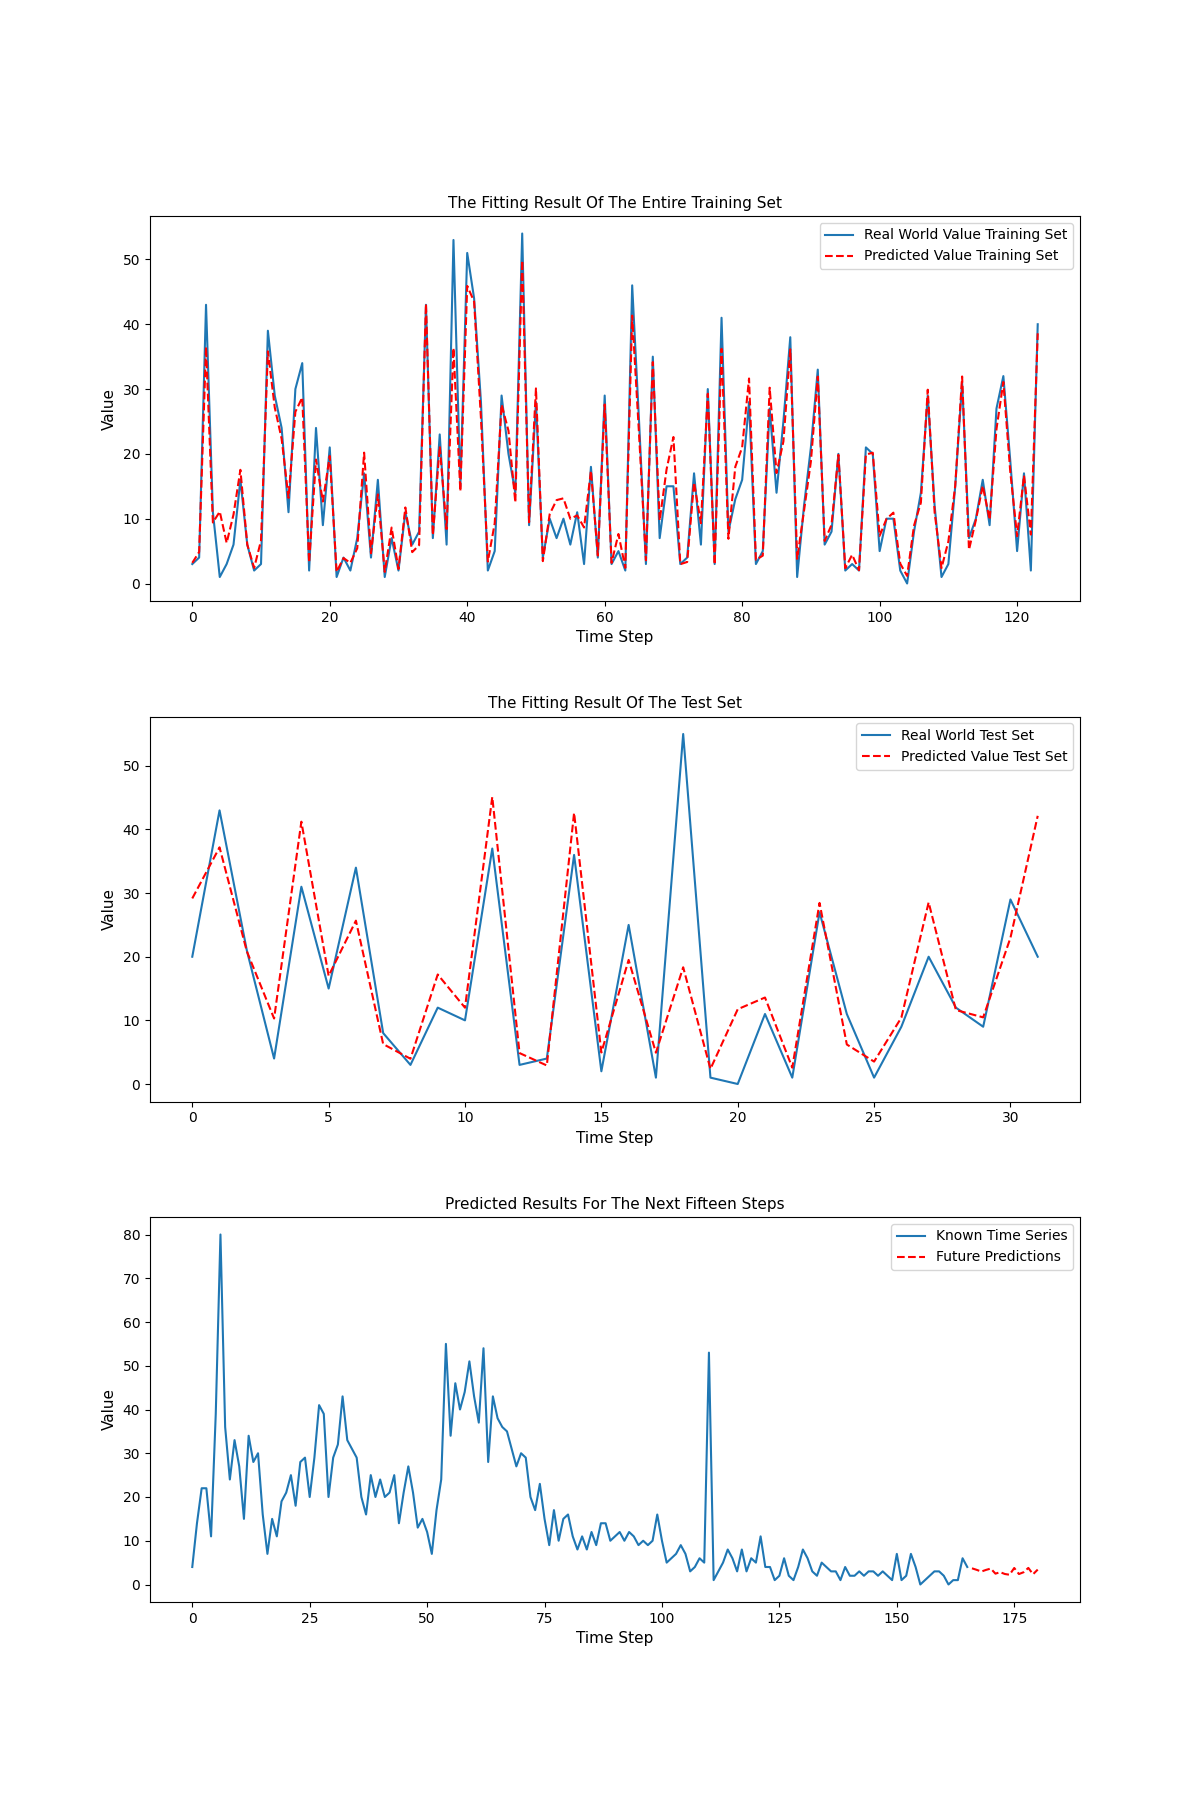 The Fitting Result Of The Entire Training Set
Real World Value Training Set
Predicted Value Training Set
Value
50
40
30
20
10
0
0 20 40 60 80 100 120
Time Step
The Fitting Result Of The Test Set
Real World Test Set
Predicted Value Test Set
Value
50
40
30
20
10
0
0 5 10 15 20 25 30
Time Step
Predicted Results For The Next Fifteen Steps
Known Time Series
Future Predictions
Value
80
70
60
50
40
30
20
10
0
0 25 50 75 100 125 150 175
Time Step